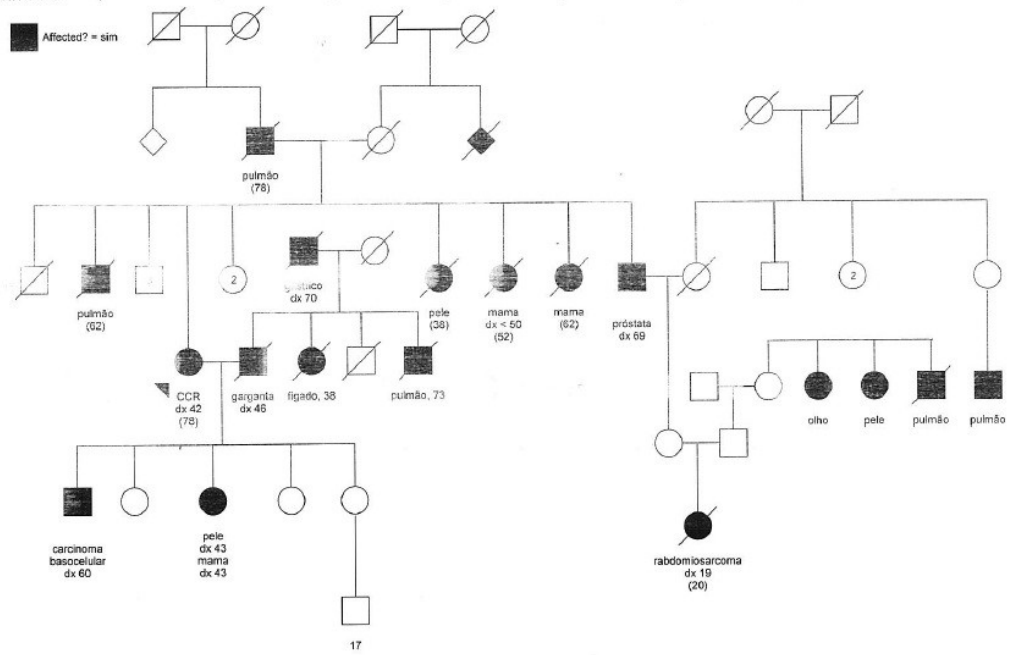 Affected? = sim
pulmão
(78)
2
dx 70
pulmão
(62)
pele
(38)
mama
dx < 50
(52)
mama
(62)
próstata
dx 69
2
CCR
dx 42
(78)
garganta
dx 46
fígado, 38
pulmão, 73
olho
pele
pulmão
pulmão
carcinoma
basocelular
dx 60
pele
dx 43
mama
dx 43
rabdomiosarcoma
dx 19
(20)
17